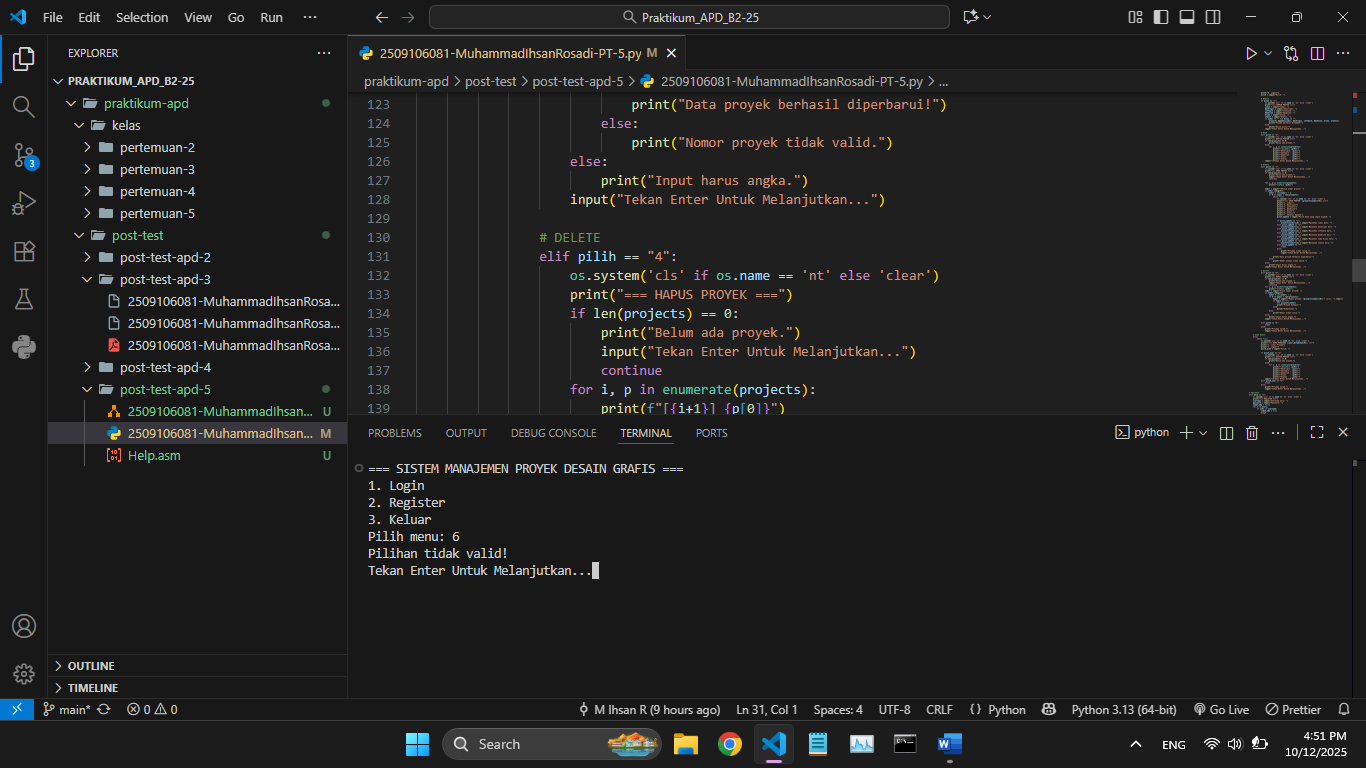 File Edit Selection View Go Run ···
Praktikum_APD_B2-25
EXPLORER ···
PRAKTIKUM_APD_B2-25
praktikum-apd
kelas
pertemuan-2
pertemuan-3
pertemuan-4
pertemuan-5
post-test
post-test-apd-2
post-test-apd-3
2509106081-MuhammadIhsanRosa...
2509106081-MuhammadIhsanRosa...
2509106081-MuhammadIhsanRosa...
post-test-apd-4
post-test-apd-5
2509106081-MuhammadIhsan... U
2509106081-MuhammadIhsan... M
Help.asm U
OUTLINE
TIMELINE
2509106081-MuhammadIhsanRosadi-PT-5.py M
praktikum-apd > post-test > post-test-apd-5 > 2509106081-MuhammadIhsanRosadi-PT-5.py > ...
123 print("Data proyek berhasil diperbarui!")
124 else:
125 print("Nomor proyek tidak valid.")
126 else:
127 print("Input harus angka.")
128 input("Tekan Enter Untuk Melanjutkan...")
129
130 # DELETE
131 elif pilih == "4":
132 os.system('cls' if os.name == 'nt' else 'clear')
133 print("=== HAPUS PROYEK ===")
134 if len(projects) == 0:
135 print("Belum ada proyek.")
136 input("Tekan Enter Untuk Melanjutkan...")
137 continue
138 for i, p in enumerate(projects):
139 print(f"[{i+1}] {p[0]}")
PROBLEMS OUTPUT DEBUG CONSOLE TERMINAL PORTS
python
=== SISTEM MANAJEMEN PROYEK DESAIN GRAFIS ===
1. Login
2. Register
3. Keluar
Pilih menu: 6
Pilihan tidak valid!
Tekan Enter Untuk Melanjutkan...
3
main* 0 0 M Ihsan R (9 hours ago) Ln 31, Col 1 Spaces: 4 UTF-8 CRLF {} Python Python 3.13 (64-bit) Go Live Prettier
Search
ENG
4:51 PM
10/12/2025